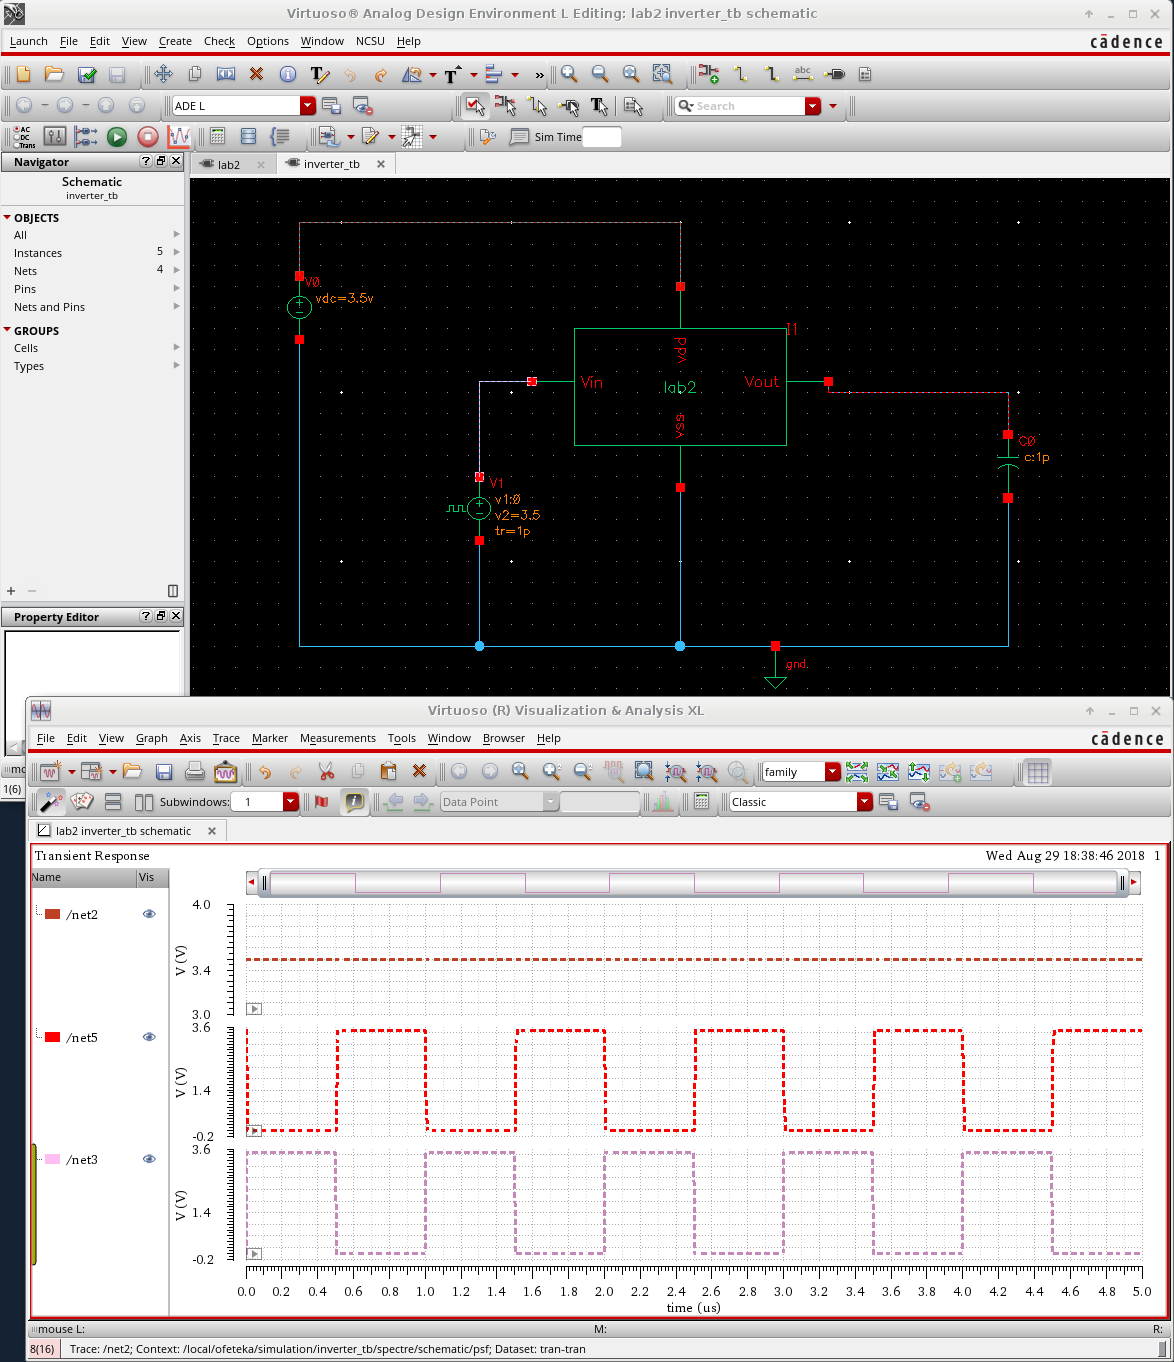 Virtuoso® Analog Design Environment L Editing: lab2 inverter_tb schematic
Launch File Edit View Create Check Options Window NCSU Help
cādence
abc
ADE L
Search
AC
DC
Trans
Sim Time
Navigator
lab2
inverter_tb
Schematic
inverter_tb
OBJECTS
All
Instances 5
Nets 4
Pins
Nets and Pins
GROUPS
Cells
Types
Property Editor
1(6)
V0
vdc=3.5v
I1
vdd
Vin
lab2
Vout
vss
C0
c:1p
V1
v1:0
v2=3.5
tr=1p
gnd
Virtuoso (R) Visualization & Analysis XL
File Edit View Graph Axis Trace Marker Measurements Tools Window Browser Help
cādence
family
Subwindows: 1
Data Point
Classic
lab2 inverter_tb schematic
Transient Response
Wed Aug 29 18:38:46 2018 1
Name Vis
/net2
4.0
V (V)
3.4
3.0
/net5
3.6
V (V)
1.4
-0.2
/net3
3.6
V (V)
1.4
-0.2
0.0 0.2 0.4 0.6 0.8 1.0 1.2 1.4 1.6 1.8 2.0 2.2 2.4 2.6 2.8 3.0 3.2 3.4 3.6 3.8 4.0 4.2 4.4 4.6 4.8 5.0
time (us)
mouse L: M: R:
8(16) Trace: /net2; Context: /local/ofeteka/simulation/inverter_tb/spectre/schematic/psf; Dataset: tran-tran